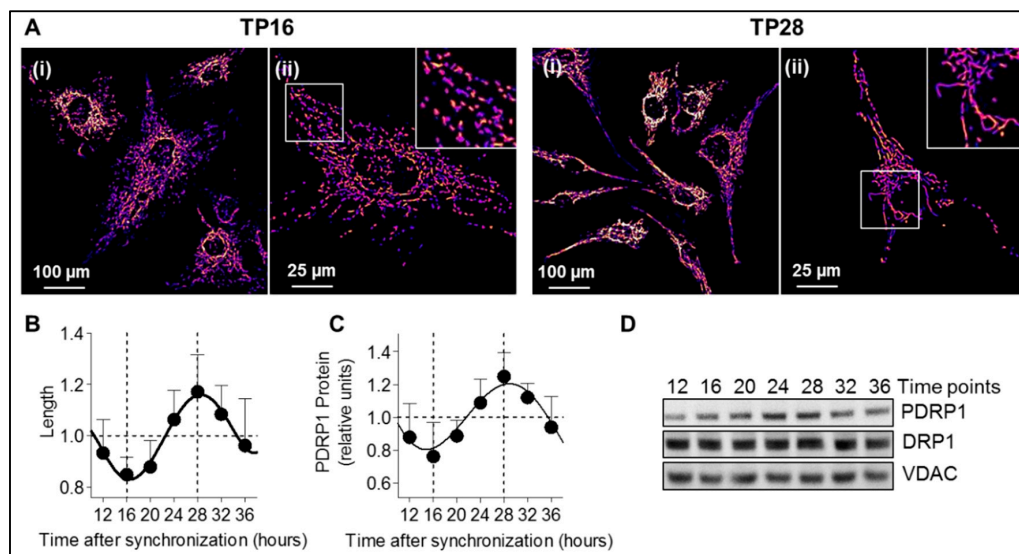 A TP16 TP28
(i) (ii) (i) (ii)
100 µm 25 µm 100 µm 25 µm
B
Length
1.4
1.2
1.0
0.8
12 16 20 24 28 32 36
Time after synchronization (hours)
C
PDRP1 Protein
(relative units)
1.4
1.2
1.0
0.8
0.6
12 16 20 24 28 32 36
Time after synchronization (hours)
D
12 16 20 24 28 32 36 Time points
PDRP1
DRP1
VDAC